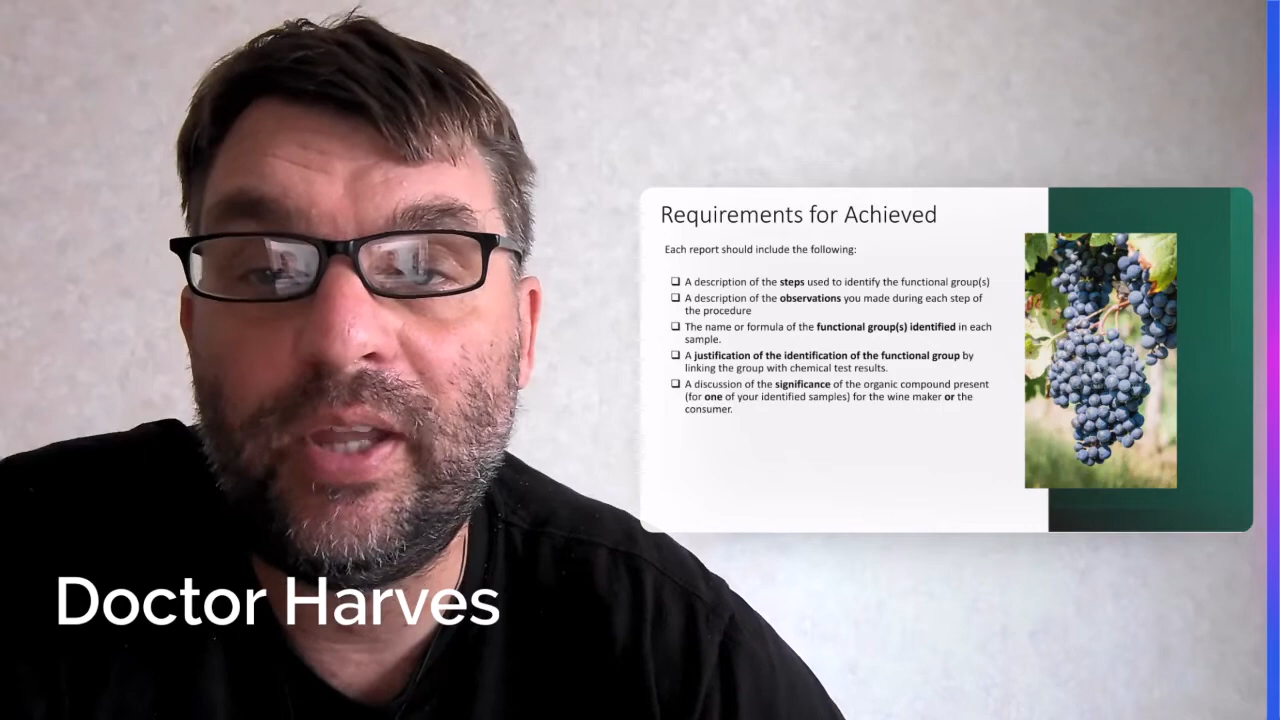 Requirements for Achieved
Each report should include the following:
A description of the steps used to identify the functional group(s)
A description of the observations you made during each step of
the procedure
The name or formula of the functional group(s) identified in each
sample.
A justification of the identification of the functional group by
linking the group with chemical test results.
A discussion of the significance of the organic compound present
(for one of your identified samples) for the wine maker or the
consumer.
Doctor Harves